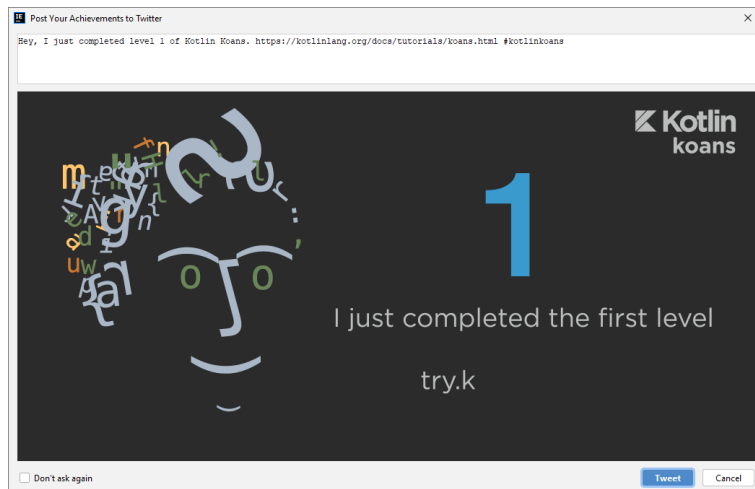 Post Your Achievements to Twitter
Hey, I just completed level 1 of Kotlin Koans. https://kotlinlang.org/docs/tutorials/koans.html #kotlinkoans
Kotlin
koans
1
I just completed the first level
try.k
Don't ask again
Tweet
Cancel